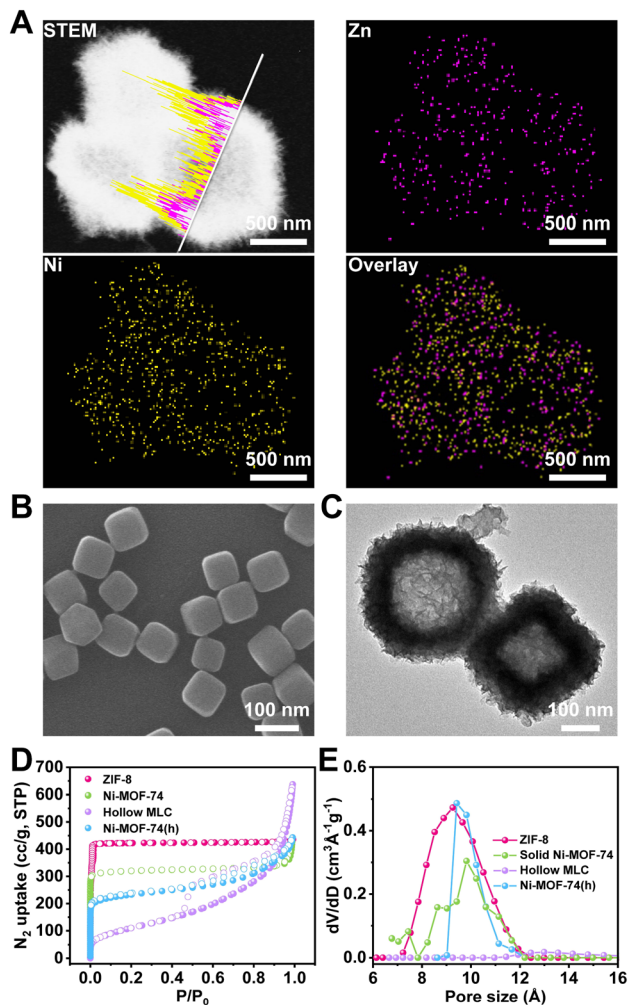 A
STEM
500 nm
Zn
500 nm
Ni
500 nm
Overlay
500 nm
B
100 nm
C
100 nm
D
700
600
500
400
300
200
100
0
N₂ uptake (cc/g, STP)
ZIF-8
Ni-MOF-74
Hollow MLC
Ni-MOF-74(h)
0.0 0.2 0.4 0.6 0.8 1.0
P/P₀
E
0.6
0.4
0.2
0.0
dV/dD (cm³Å⁻¹g⁻¹)
ZIF-8
Solid Ni-MOF-74
Hollow MLC
Ni-MOF-74(h)
6 8 10 12 14 16
Pore size (Å)